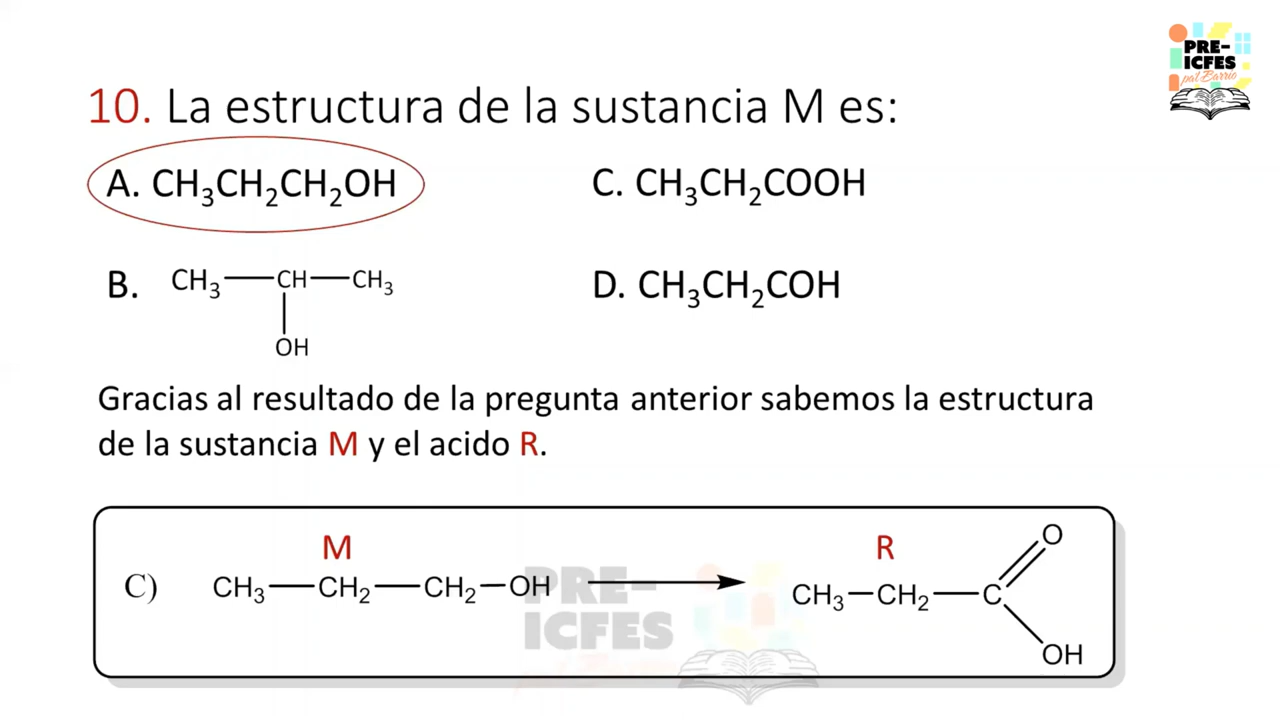 PRE-
ICFES
pa'l Barrio
10. La estructura de la sustancia M es:
A. CH₃CH₂CH₂OH
C. CH₃CH₂COOH
B. CH₃—CH—CH₃
OH
D. CH₃CH₂COH
Gracias al resultado de la pregunta anterior sabemos la estructura
de la sustancia M y el acido R.
M
R
C) CH₃—CH₂—CH₂—OH
CH₃—CH₂—C
O
OH
PRE-
ICFES